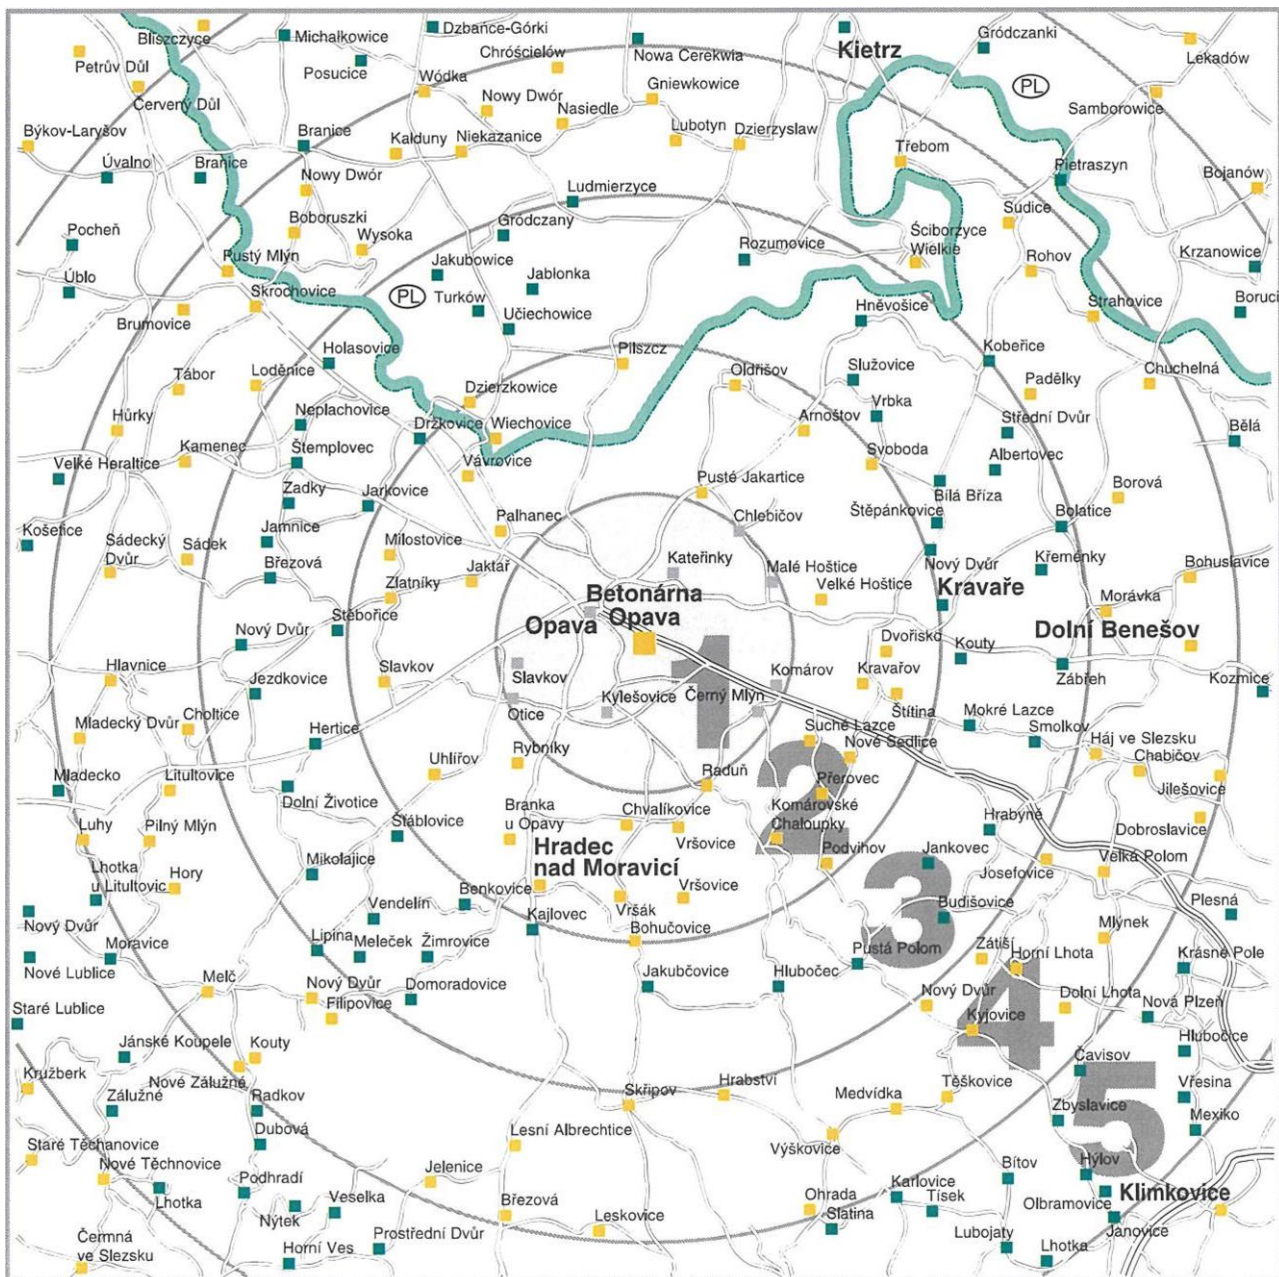 Bliszczyce
Michałkowice
Dzbańce-Górki
Kietrz
Gródczanki
Petrův Důl
Posucice
Chróścielów
Nowa Cerekwia
Lekadów
Wódka
Gniewkowice
PL
Červený Důl
Nowy Dwór
Nasiedle
Samborowice
Býkov-Laryšov
Branice
Kałduny
Niekazanice
Lubotyn
Dzierzyslaw
Třebom
Úvalno
Branice
Pietraszyn
Nowy Dwór
Ludmierzyce
Bojanów
Boboruszki
Gródczany
Sudice
Pocheň
Wysoka
Rozumovice
Ściborzyce
Wielkie
Krzanowice
Pustý Mlýn
Jakubowice
Jabłonka
Rohov
Úblo
Skrochovice
PL
Turków
Hněvošice
Strahovice
Boruci
Brumovice
Učiechowice
Holasovice
Pilszcz
Kobeřice
Tábor
Loděnice
Oldřišov
Služovice
Chuchelná
Dzierzkowice
Padělky
Hůrky
Neplachovice
Arnoštov
Vrbka
Střední Dvůr
Bělá
Držkovice
Wiechovice
Kamenec
Štemplovec
Svoboda
Albertovec
Velké Heraltice
Vávrovice
Pusté Jakartice
Zadky
Jarkovice
Bílá Bříza
Borová
Košetice
Jamnice
Palhanec
Chlebičov
Štěpánkovice
Bolatice
Sádecký
Dvůr
Sádek
Milostovice
Kateřinky
Malé Hoštice
Nový Dvůr
Křeménky
Bohuslavice
Březová
Zlatníky
Jaktář
Velké Hoštice
Kravaře
Betonárna
Opava
Morávka
Stěbořice
Opava
Dolní Benešov
Nový Dvůr
Dvořisko
Kouty
Hlavnice
Slavkov
Slavkov
1
Komárov
Kravařov
Zábřeh
Jezdkovice
Kylešovice
Černý Mlýn
Kozmice
Mladecký Dvůr
Choltice
Otice
Štítina
Mokré Lazce
Hertice
Suché Lazce
Smolkov
Rybníky
Nové Sedlice
Háj ve Slezsku
Uhlířov
Chabičov
Mladecko
Litultovice
Raduň
2
Přerovec
Jilešovice
Dolní Životice
Branka
u Opavy
Chvalíkovice
Komárovské
Chaloupky
Hrabyně
Luhy
Pilný Mlýn
Šťáblovice
Dobroslavice
Hradec
nad Moravicí
Vršovice
Podvihov
Jankovec
Velká Polom
Lhotka
u Litultovic
Hory
Mikolajice
Josefovice
3
Benkovice
Vršovice
Plesná
Nový Dvůr
Vendelín
Vršák
Budišovice
Kajlovec
Mlýnek
Moravice
Lipina
Meleček
Žimrovice
Bohučovice
Pustá Polom
Zátiší
Krásné Pole
Nové Lublice
Horní Lhota
Melč
Nový Dvůr
Domoradovice
Jakubčovice
Hlubočec
4
Filipovice
Nový Dvůr
Dolní Lhota
Nová Plzeň
Staré Lublice
Kyjovice
Jánské Koupele
Kouty
Hlubočice
Čavisov
Kružberk
Nové Zálužné
Skřipov
Hrabství
Těškovice
5
Vřesina
Zálužné
Radkov
Medvídka
Zbyslavice
Mexiko
Dubová
Staré Těchanovice
Lesní Albrechtice
Výškovice
Nové Těchnovice
Jelenice
Bítov
Hýlov
Podhradí
Lhotka
Veselka
Březová
Ohrada
Karlovice
Olbramovice
Klimkovice
Nýtek
Leskovice
Slatina
Tísek
Čermná
ve Slezsku
Prostřední Dvůr
Lubojaty
Janovice
Horní Ves
Lhotka